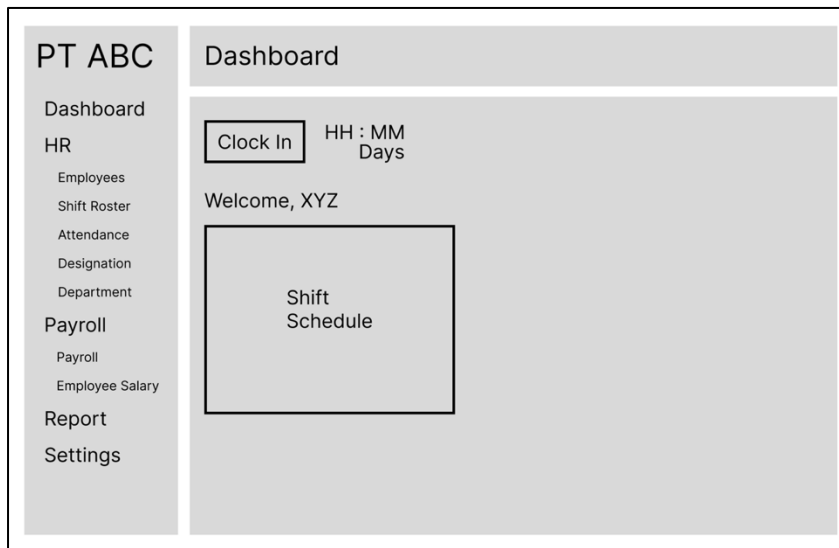 PT ABC
Dashboard
HR
Employees
Shift Roster
Attendance
Designation
Department
Payroll
Payroll
Employee Salary
Report
Settings
Dashboard
Clock In
HH : MM
Days
Welcome, XYZ
Shift
Schedule